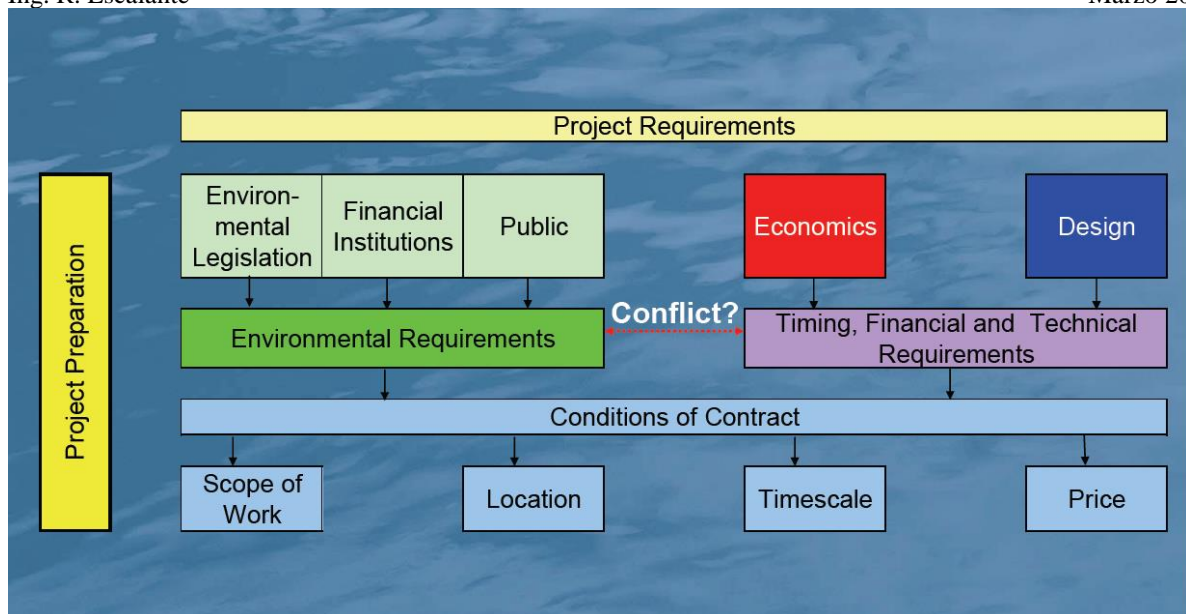 Ing. R. Escalante
Project Requirements
Project Preparation
Environ-
mental
Legislation
Financial
Institutions
Public
Economics
Design
Environmental Requirements
Conflict?
Timing, Financial and Technical
Requirements
Conditions of Contract
Scope of
Work
Location
Timescale
Price